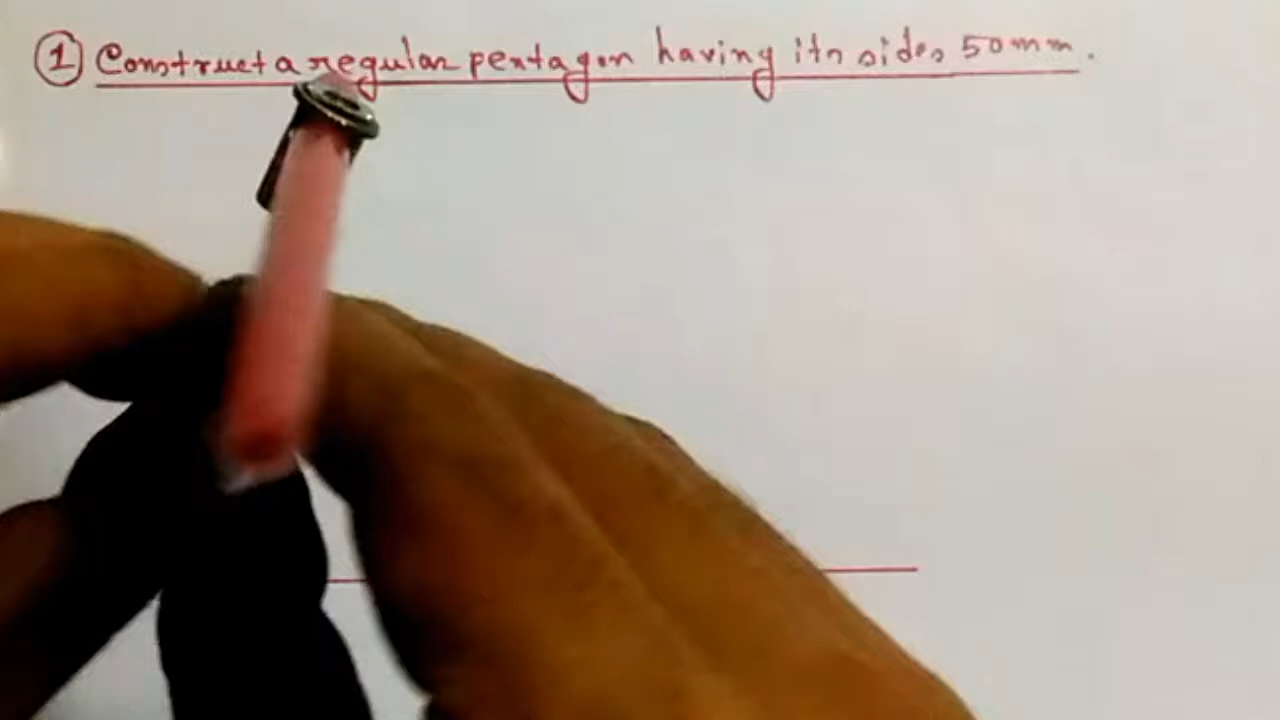 ① Construct a regular pentagon having its sides 50mm.